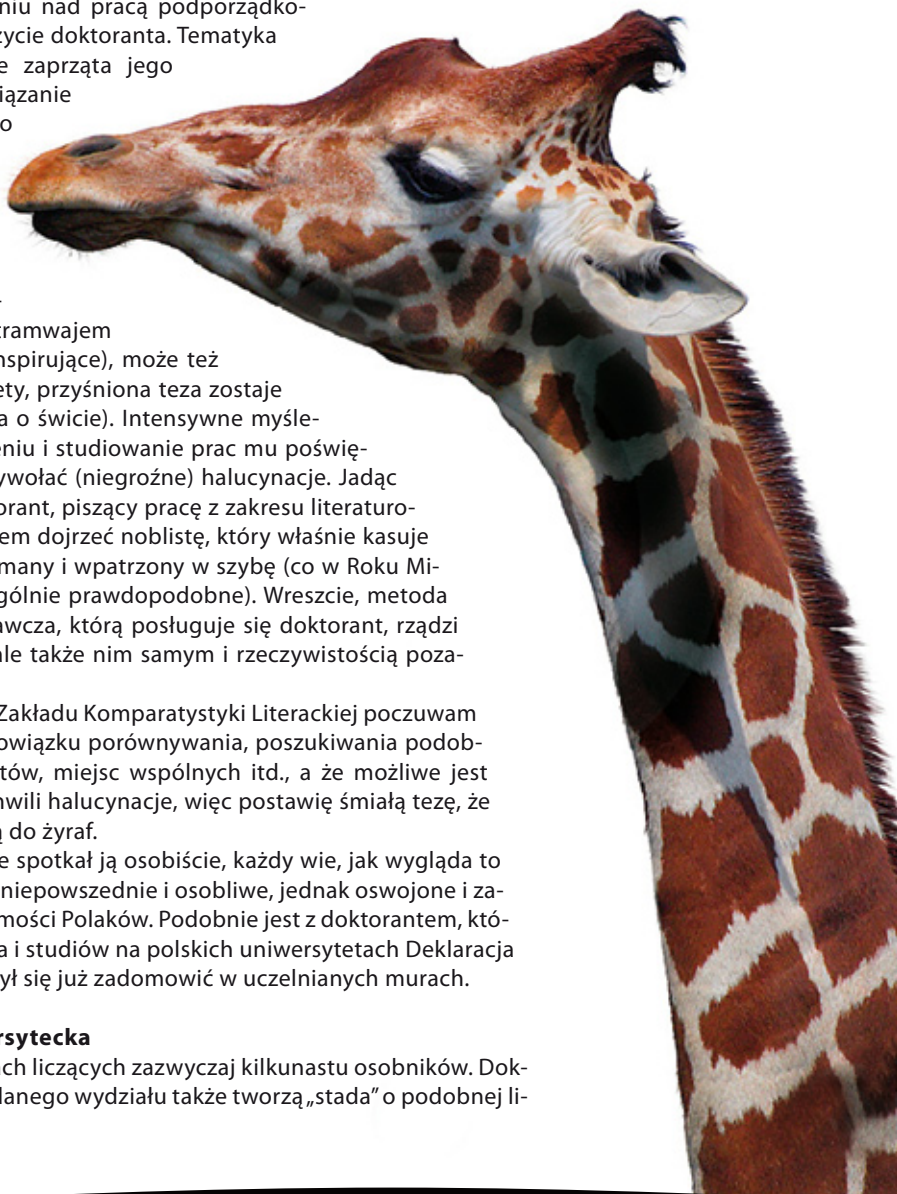 niu nad pracą podporządko-
życie doktoranta. Tematyka
e zaprząta jego
iązanie
o
tramwajem
nspirujące), może też
ety, przyśniona teza zostaje
a o świcie). Intensywne myśle-
eniu i studiowanie prac mu poświę-
ywołać (niegroźne) halucynacje. Jadąc
orant, piszący pracę z zakresu literaturo-
em dojrzeć noblistę, który właśnie kasuje
many i wpatrzony w szybę (co w Roku Mi-
gólnie prawdopodobne). Wreszcie, metoda
awcza, którą posługuje się doktorant, rządzi
ale także nim samym i rzeczywistością poza-
Zakładu Komparatystyki Literackiej poczuwam
owiązku porównywania, poszukiwania podob-
tów, miejsc wspólnych itd., a że możliwe jest
hwili halucynacje, więc postawię śmiałą tezę, że
ą do żyraf.
e spotkał ją osobiście, każdy wie, jak wygląda to
niepowszednie i osobliwe, jednak oswojone i za-
mości Polaków. Podobnie jest z doktorantem, któ-
a i studiów na polskich uniwersytetach Deklaracja
ył się już zadomowić w uczelnianych murach.
rsytecka
ach liczących zazwyczaj kilkunastu osobników. Dok-
danego wydziału także tworzą „stada” o podobnej li-